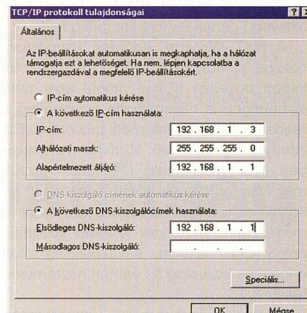 TCP/IP protokoll tulajdonságai
Általános
Az IP-beállításokat automatikusan is megkaphatja, ha a hálózat
támogatja ezt a lehetőséget. Ha nem, lépjen kapcsolatba a
rendszergazdával a megfelelő IP-beállításokért.
IP-cím automatikus kérése
A következő IP-cím használata:
IP-cím: 192 . 168 . 1 . 3
Alhálózati maszk: 255 . 255 . 255 . 0
Alapértelmezett átjáró: 192 . 168 . 1 . 1
DNS-kiszolgáló címének automatikus kérése
A következő DNS-kiszolgálócímek használata:
Elsődleges DNS-kiszolgáló: 192 . 168 . 1 . 1
Másodlagos DNS-kiszolgáló: . . .
Speciális...
OK Mégse